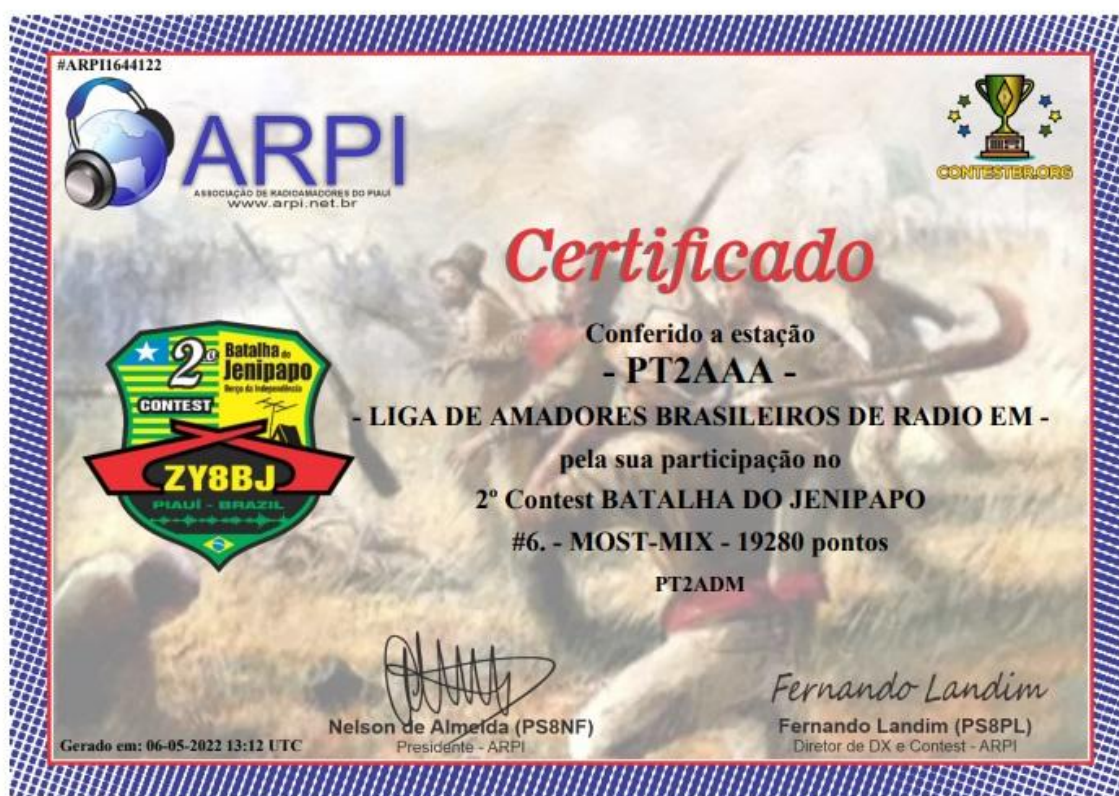 #ARPI1644122
ARPI
ASSOCIAÇÃO DE RADIOAMADORES DO PIAUÍ
www.arpi.net.br
CONTESTBR.ORG
Certificado
Conferido a estação
- PT2AAA -
- LIGA DE AMADORES BRASILEIROS DE RADIO EM -
pela sua participação no
2º Contest BATALHA DO JENIPAPO
#6. - MOST-MIX - 19280 pontos
PT2ADM
2º
Batalha do
Jenipapo
Berço da Independência
CONTEST
ZY8BJ
PIAUÍ - BRAZIL
Nelson de Almeida (PS8NF)
Presidente - ARPI
Fernando Landim
Fernando Landim (PS8PL)
Diretor de DX e Contest - ARPI
Gerado em: 06-05-2022 13:12 UTC